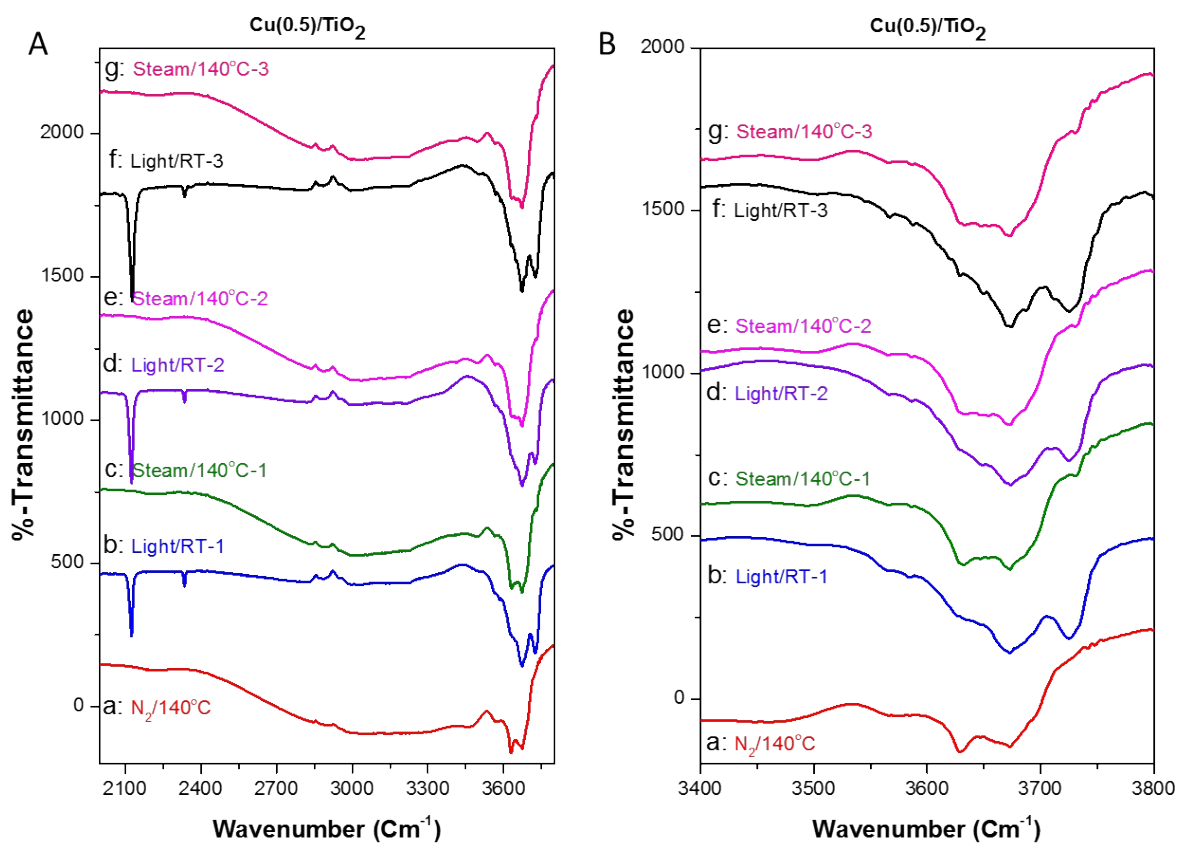 A
Cu(0.5)/TiO2
g: Steam/140°C-3
f: Light/RT-3
e: Steam/140°C-2
d: Light/RT-2
c: Steam/140°C-1
b: Light/RT-1
a: N2/140°C
%-Transmittance
2000
1500
1000
500
0
2100
2400
2700
3000
3300
3600
Wavenumber (Cm-1)
B
Cu(0.5)/TiO2
g: Steam/140°C-3
f: Light/RT-3
e: Steam/140°C-2
d: Light/RT-2
c: Steam/140°C-1
b: Light/RT-1
a: N2/140°C
%-Transmittance
2000
1500
1000
500
0
3400
3500
3600
3700
3800
Wavenumber (Cm-1)